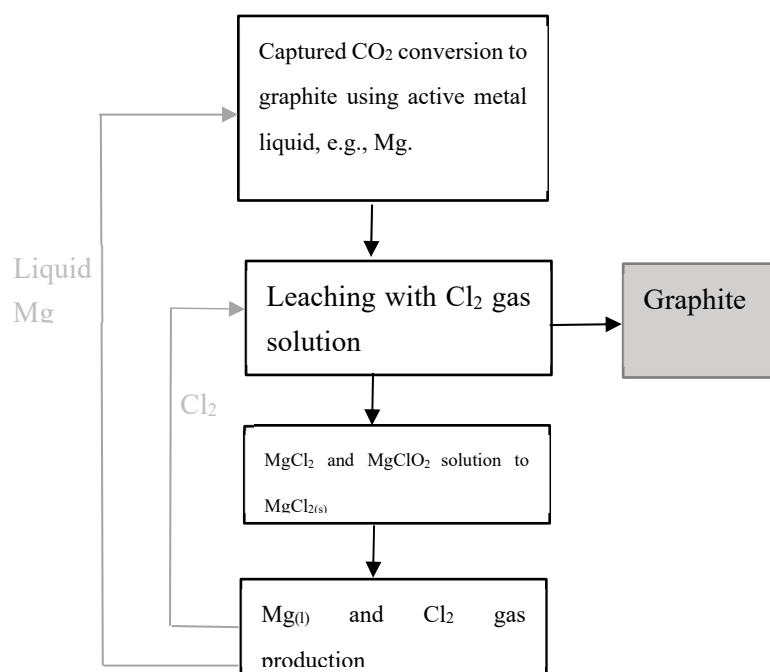 Captured CO₂ conversion to
graphite using active metal
liquid, e.g., Mg.
Liquid
Mg
Leaching with Cl₂ gas
solution
Graphite
Cl₂
MgCl₂ and MgClO₂ solution to
MgCl₂₍ₛ₎
Mg₍ₗ₎ and Cl₂ gas
production